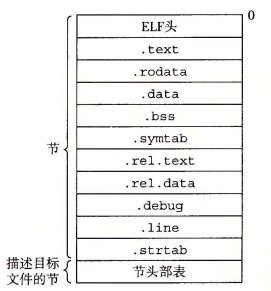 0
ELF头
.text
.rodata
.data
.bss
.symtab
节
.rel.text
.rel.data
.debug
.line
.strtab
描述目标
文件的节
节头部表